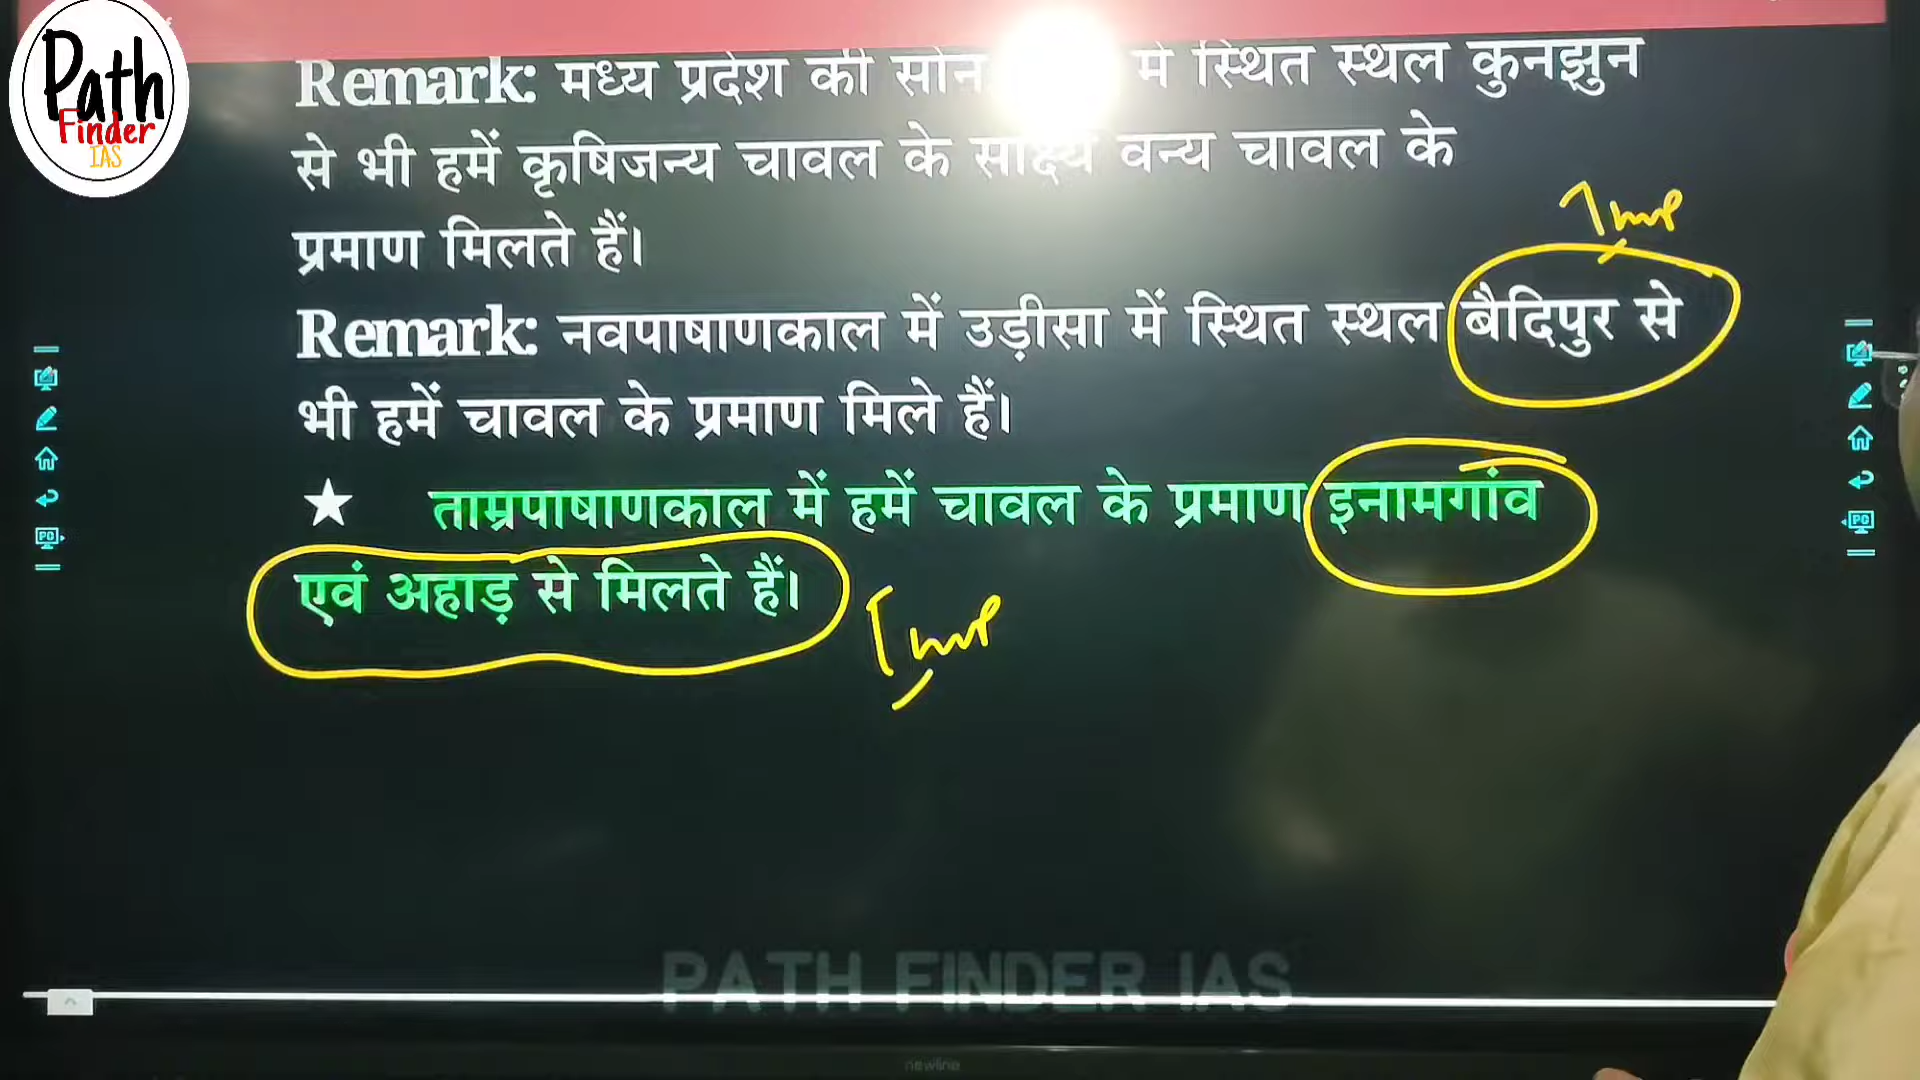 Path
Finder
IAS
Remark: मध्य प्रदेश की सोन में स्थित स्थल कुनझुन
से भी हमें कृषिजन्य चावल के साक्ष्य वन्य चावल के
प्रमाण मिलते हैं।
Imp
Remark: नवपाषाणकाल में उड़ीसा में स्थित स्थल बैदिपुर से
भी हमें चावल के प्रमाण मिले हैं।
★ ताम्रपाषाणकाल में हमें चावल के प्रमाण इनामगांव
एवं अहाड़ से मिलते हैं।
Imp
PATH FINDER IAS
newline